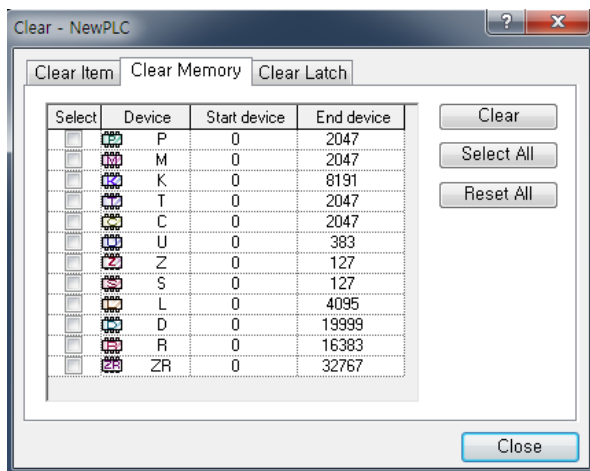 Clear - NewPLC
Clear Item Clear Memory Clear Latch
Select Device Start device End device
P P 0 2047
M M 0 2047
K K 0 8191
T T 0 2047
C C 0 2047
U U 0 383
Z Z 0 127
S S 0 127
L L 0 4095
D D 0 19999
R R 0 16383
ZR ZR 0 32767
Clear
Select All
Reset All
Close